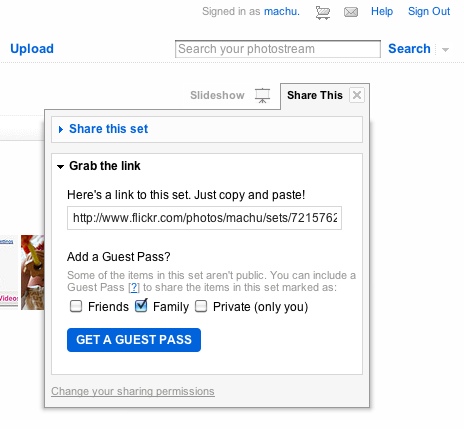 Signed in as machu. Help Sign Out
Upload Search your photostream Search
Slideshow Share This
Share this set
Grab the link
Here's a link to this set. Just copy and paste!
http://www.flickr.com/photos/machu/sets/7215762
Add a Guest Pass?
Some of the items in this set aren't public. You can include a
Guest Pass [?] to share the items in this set marked as:
Friends Family Private (only you)
Videos
GET A GUEST PASS
Change your sharing permissions